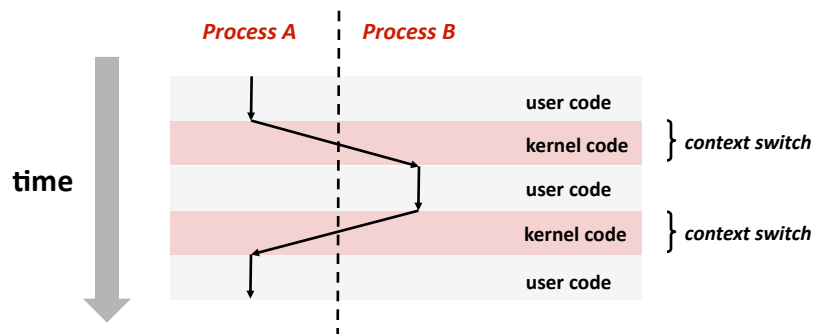 Process A
Process B
user code
kernel code
context switch
time
user code
kernel code
context switch
user code